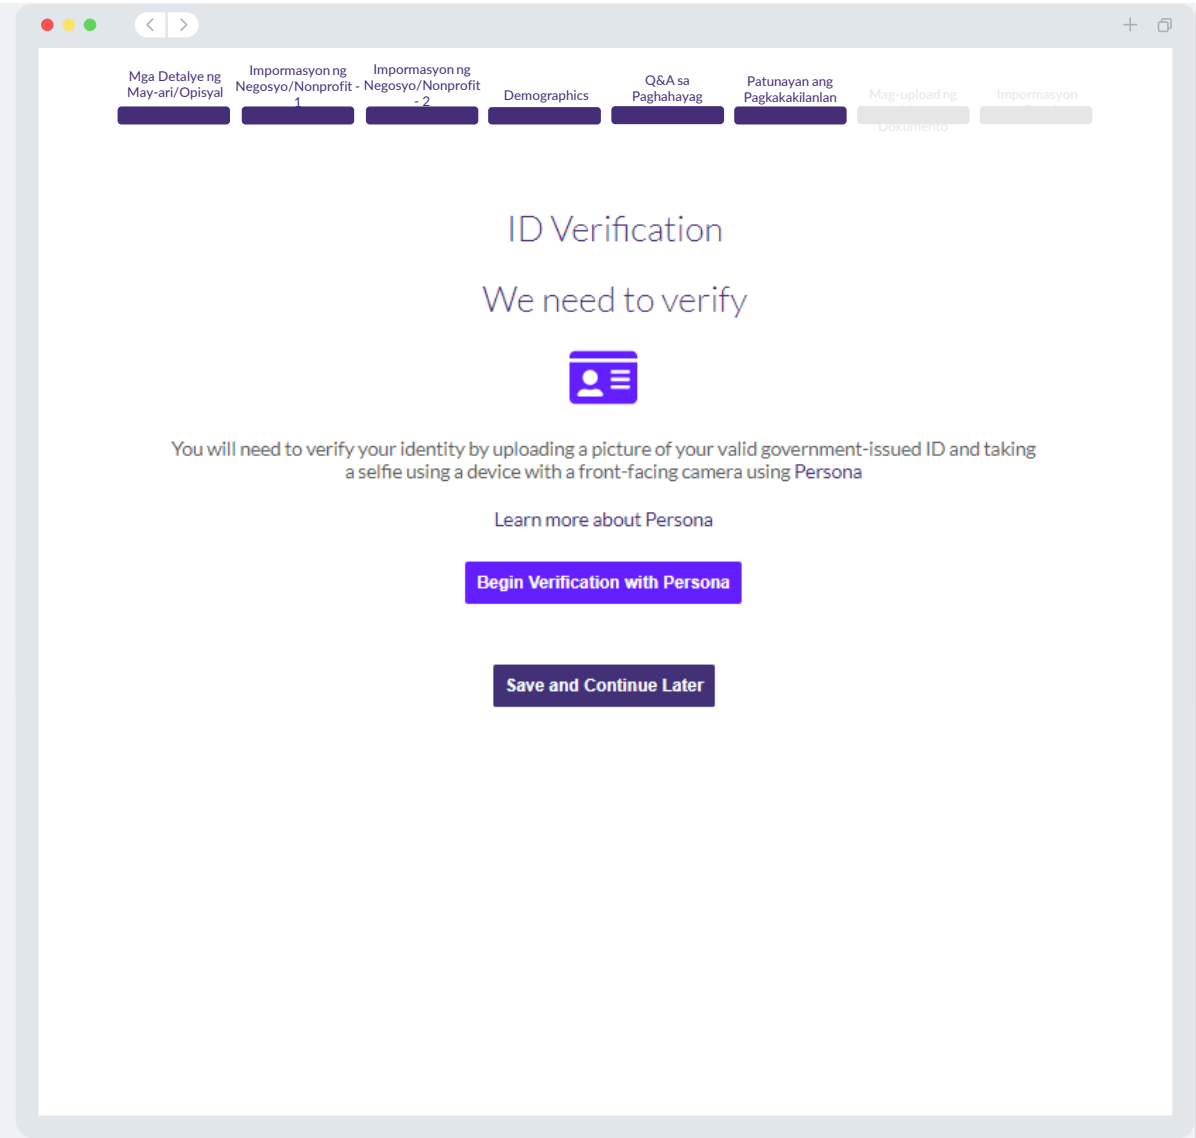 Mga Detalye ng
May-ari/Opisyal
Impormasyon ng
Negosyo/Nonprofit -
1
Impormasyon ng
Negosyo/Nonprofit
- 2
Demographics
Q&A sa
Paghahayag
Patunayan ang
Pagkakakilanlan
Mag-upload ng
Dokumento
Impormasyon
ID Verification
We need to verify
You will need to verify your identity by uploading a picture of your valid government-issued ID and taking
a selfie using a device with a front-facing camera using Persona
Learn more about Persona
Begin Verification with Persona
Save and Continue Later